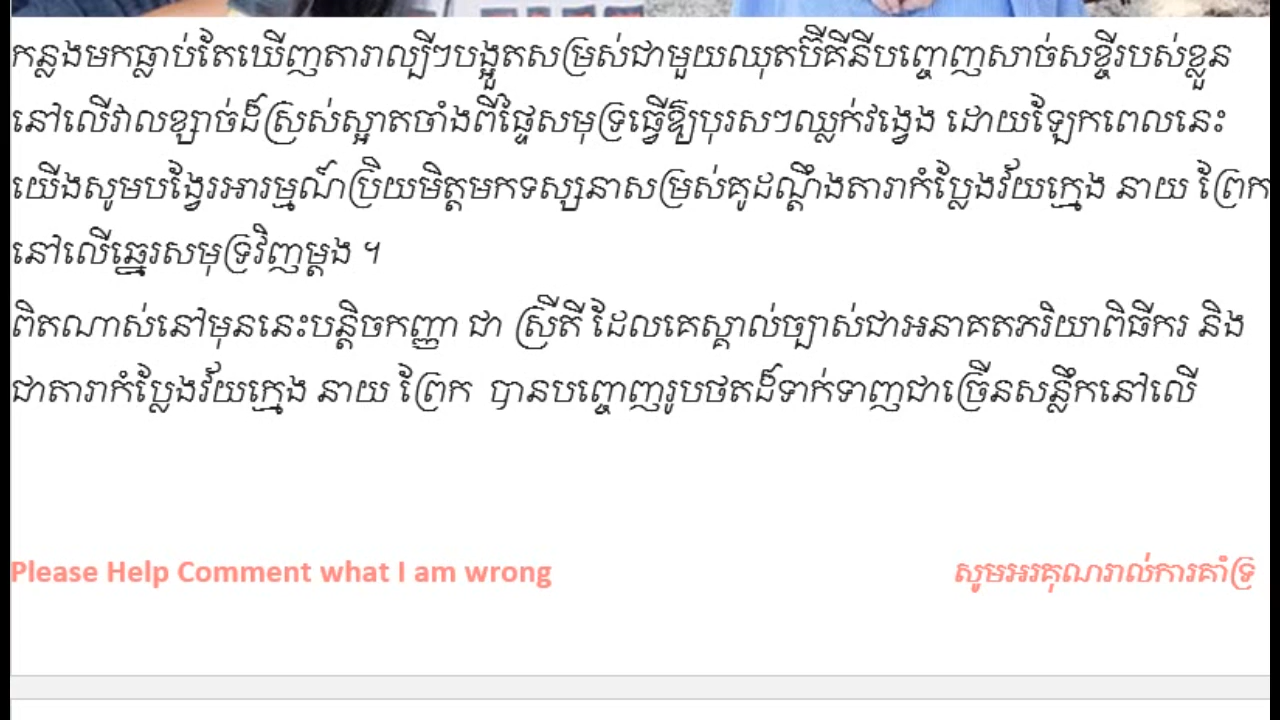 កន្លងមកធ្លាប់តែឃើញតារាល្បីៗបង្អួតសម្រស់ជាមួយឈុតប៊ីគីនីបញ្ចេញសាច់សខ្ចីរបស់ខ្លួន
នៅលើវាលខ្សាច់ដ៏ស្រស់ស្អាតចាំងពីផ្ទៃសមុទ្រធ្វើឱ្យបុរសៗឈ្លក់វង្វេង ដោយឡែកពេលនេះ
យើងសូមបង្វែរអារម្មណ៍ប្រិយមិត្តមកទស្សនាសម្រស់គូដណ្ដឹងតារាកំប្លែងវ័យក្មេង នាយ ព្រែក
នៅលើឆ្នេរសមុទ្រវិញម្ដង ។
ពិតណាស់នៅមុននេះបន្តិចកញ្ញា ជា ស្រីតី ដែលគេស្គាល់ច្បាស់ជាអនាគតភរិយាពិធីករ និង
ជាតារាកំប្លែងវ័យក្មេង នាយ ព្រែក បានបញ្ចេញរូបថតដ៏ទាក់ទាញជាច្រើនសន្លឹកនៅលើ
Please Help Comment what I am wrong
សូមអរគុណរាល់ការគាំទ្រ